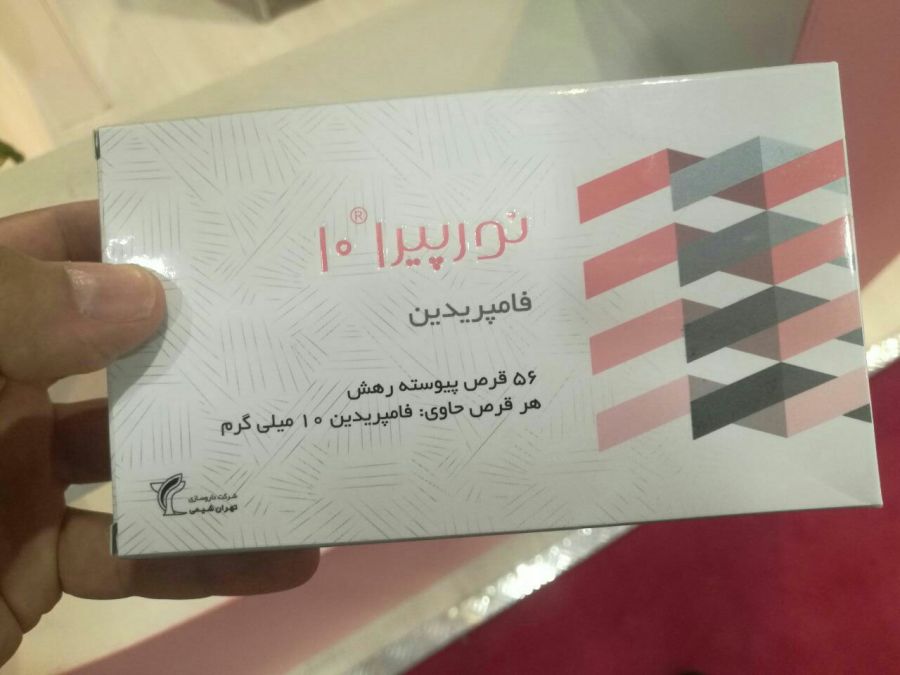 نورپیرا® ۱۰
فامپریدین
۵۶ قرص پیوسته رهش
هر قرص حاوی: فامپریدین ۱۰ میلی گرم
شرکت داروسازی
تهران شیمی